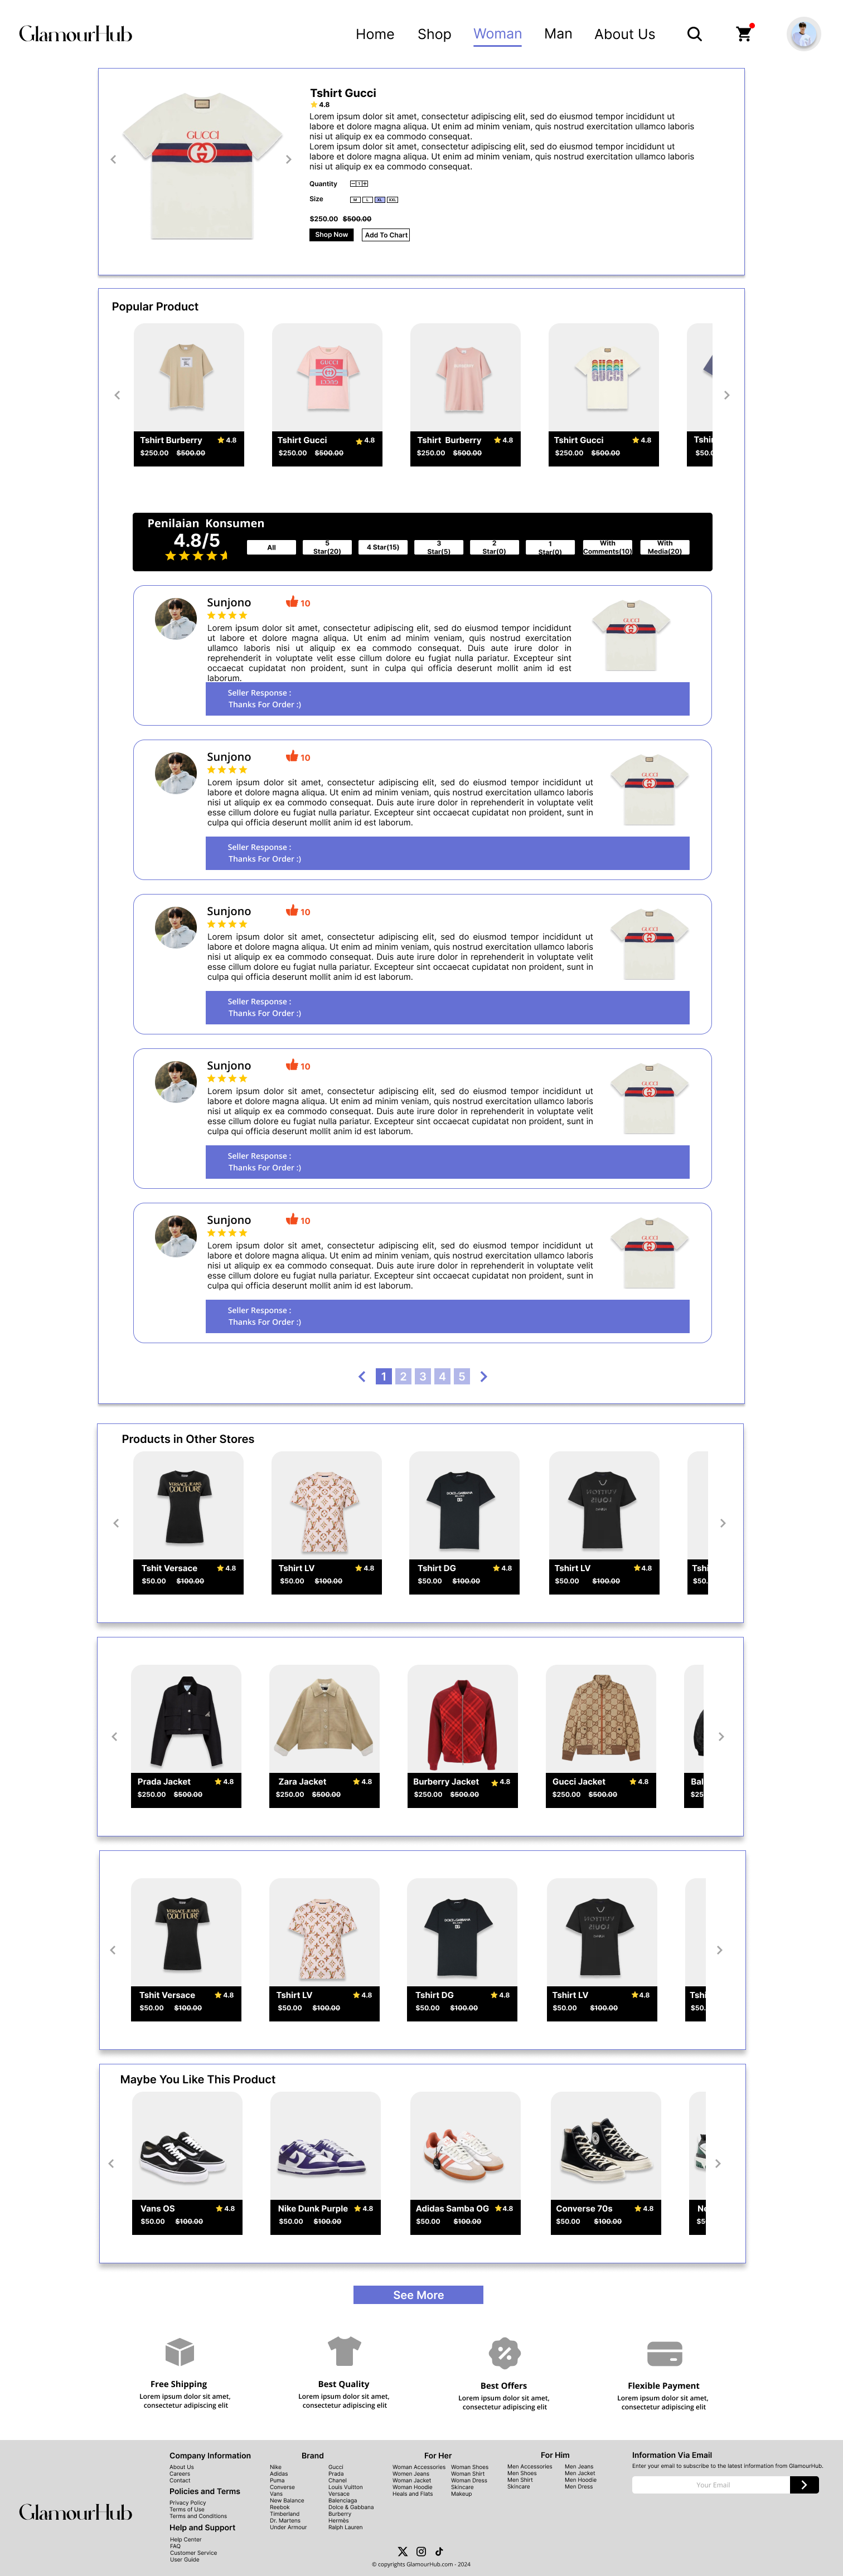 GlamourHub
Home Shop Woman Man About Us
Tshirt Gucci
4.8
Lorem ipsum dolor sit amet, consectetur adipiscing elit, sed do eiusmod tempor incididunt ut
labore et dolore magna aliqua. Ut enim ad minim veniam, quis nostrud exercitation ullamco laboris
nisi ut aliquip ex ea commodo consequat.
Lorem ipsum dolor sit amet, consectetur adipiscing elit, sed do eiusmod tempor incididunt ut
labore et dolore magna aliqua. Ut enim ad minim veniam, quis nostrud exercitation ullamco laboris
nisi ut aliquip ex ea commodo consequat.
Quantity 1
Size M L XL XXL
$250.00 $500.00
Shop Now Add To Chart
GUCCI
Popular Product
Tshirt Burberry 4.8
$250.00 $500.00
GUCCI
Tshirt Gucci 4.8
$250.00 $500.00
Tshirt Burberry 4.8
$250.00 $500.00
GUCCI
Tshirt Gucci 4.8
$250.00 $500.00
Tshir
$50.0
Penilaian Konsumen
4.8/5
All
5 Star(20)
4 Star(15)
3 Star(5)
2 Star(0)
1 Star(0)
With Comments(10)
With Media(20)
Sunjono 10
Lorem ipsum dolor sit amet, consectetur adipiscing elit, sed do eiusmod tempor incididunt
ut labore et dolore magna aliqua. Ut enim ad minim veniam, quis nostrud exercitation
ullamco laboris nisi ut aliquip ex ea commodo consequat. Duis aute irure dolor in
reprehenderit in voluptate velit esse cillum dolore eu fugiat nulla pariatur. Excepteur sint
occaecat cupidatat non proident, sunt in culpa qui officia deserunt mollit anim id est
laborum.
GUCCI
Seller Response :
Thanks For Order :)
Sunjono 10
Lorem ipsum dolor sit amet, consectetur adipiscing elit, sed do eiusmod tempor incididunt ut
labore et dolore magna aliqua. Ut enim ad minim veniam, quis nostrud exercitation ullamco laboris
nisi ut aliquip ex ea commodo consequat. Duis aute irure dolor in reprehenderit in voluptate velit
esse cillum dolore eu fugiat nulla pariatur. Excepteur sint occaecat cupidatat non proident, sunt in
culpa qui officia deserunt mollit anim id est laborum.
GUCCI
Seller Response :
Thanks For Order :)
Sunjono 10
Lorem ipsum dolor sit amet, consectetur adipiscing elit, sed do eiusmod tempor incididunt ut
labore et dolore magna aliqua. Ut enim ad minim veniam, quis nostrud exercitation ullamco laboris
nisi ut aliquip ex ea commodo consequat. Duis aute irure dolor in reprehenderit in voluptate velit
esse cillum dolore eu fugiat nulla pariatur. Excepteur sint occaecat cupidatat non proident, sunt in
culpa qui officia deserunt mollit anim id est laborum.
GUCCI
Seller Response :
Thanks For Order :)
Sunjono 10
Lorem ipsum dolor sit amet, consectetur adipiscing elit, sed do eiusmod tempor incididunt ut
labore et dolore magna aliqua. Ut enim ad minim veniam, quis nostrud exercitation ullamco laboris
nisi ut aliquip ex ea commodo consequat. Duis aute irure dolor in reprehenderit in voluptate velit
esse cillum dolore eu fugiat nulla pariatur. Excepteur sint occaecat cupidatat non proident, sunt in
culpa qui officia deserunt mollit anim id est laborum.
GUCCI
Seller Response :
Thanks For Order :)
Sunjono 10
Lorem ipsum dolor sit amet, consectetur adipiscing elit, sed do eiusmod tempor incididunt ut
labore et dolore magna aliqua. Ut enim ad minim veniam, quis nostrud exercitation ullamco laboris
nisi ut aliquip ex ea commodo consequat. Duis aute irure dolor in reprehenderit in voluptate velit
esse cillum dolore eu fugiat nulla pariatur. Excepteur sint occaecat cupidatat non proident, sunt in
culpa qui officia deserunt mollit anim id est laborum.
GUCCI
Seller Response :
Thanks For Order :)
1 2 3 4 5
Products in Other Stores
VERSACE JEANS
COUTURE
Tshit Versace 4.8
$50.00 $100.00
Tshirt LV 4.8
$50.00 $100.00
DOLCE&GABBANA
Tshirt DG 4.8
$50.00 $100.00
Tshirt LV 4.8
$50.00 $100.00
Tshi
$50.
Prada Jacket 4.8
$250.00 $500.00
Zara Jacket 4.8
$250.00 $500.00
Burberry Jacket 4.8
$250.00 $500.00
Gucci Jacket 4.8
$250.00 $500.00
Bal
$25
VERSACE JEANS
COUTURE
Tshit Versace 4.8
$50.00 $100.00
Tshirt LV 4.8
$50.00 $100.00
DOLCE&GABBANA
Tshirt DG 4.8
$50.00 $100.00
Tshirt LV 4.8
$50.00 $100.00
Tshi
$50.
Maybe You Like This Product
Vans OS 4.8
$50.00 $100.00
Nike Dunk Purple 4.8
$50.00 $100.00
Adidas Samba OG 4.8
$50.00 $100.00
Converse 70s 4.8
$50.00 $100.00
Ne
$5
See More
Free Shipping
Lorem ipsum dolor sit amet,
consectetur adipiscing elit
Best Quality
Lorem ipsum dolor sit amet,
consectetur adipiscing elit
Best Offers
Lorem ipsum dolor sit amet,
consectetur adipiscing elit
Flexible Payment
Lorem ipsum dolor sit amet,
consectetur adipiscing elit
GlamourHub
Company Information
About Us
Careers
Contact
Policies and Terms
Privacy Policy
Terms of Use
Terms and Conditions
Help and Support
Help Center
FAQ
Customer Service
User Guide
Brand
Nike
Adidas
Puma
Converse
Vans
New Balance
Reebok
Timberland
Dr. Martens
Under Armour
Gucci
Prada
Chanel
Louis Vuitton
Versace
Balenciaga
Dolce & Gabbana
Burberry
Hermès
Ralph Lauren
For Her
Woman Accessories
Women Jeans
Woman Jacket
Woman Hoodie
Heals and Flats
Woman Shoes
Woman Shirt
Woman Dress
Skincare
Makeup
For Him
Men Accessories
Men Shoes
Men Shirt
Skincare
Men Jeans
Men Jacket
Men Hoodie
Men Dress
Information Via Email
Enter your email to subscribe to the latest information from GlamourHub.
Your Email
© copyrights GlamourHub.com - 2024